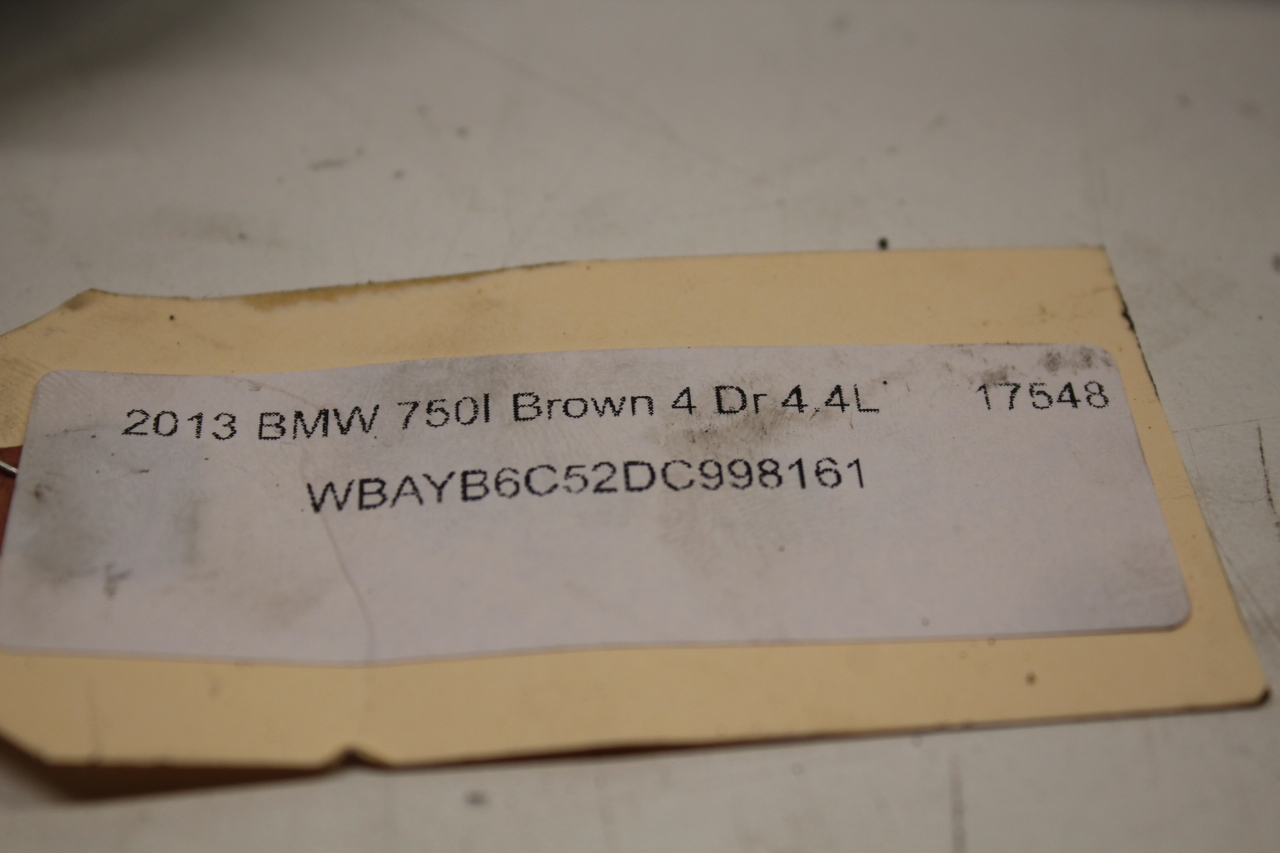 2013 BMW 750I Brown 4 Dr 4.4L 17548
WBAYB6C52DC998161